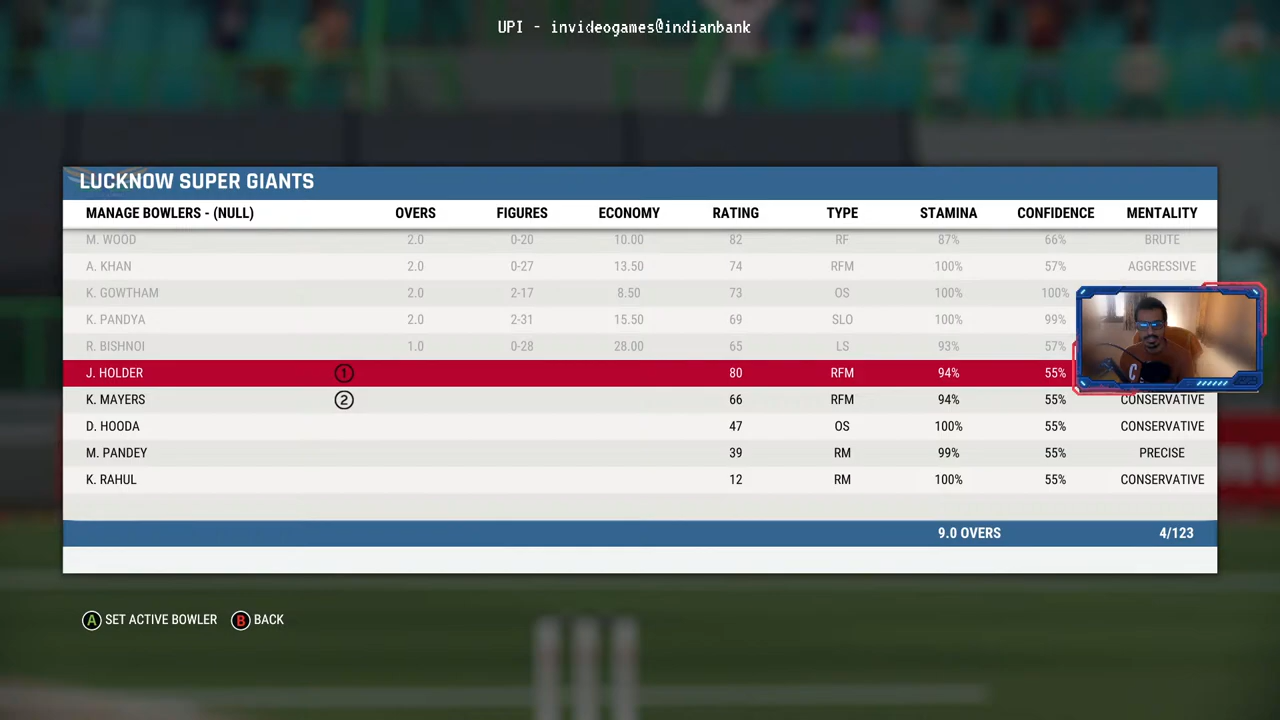 UPI - invideogames@indianbank
LUCKNOW SUPER GIANTS
MANAGE BOWLERS - (NULL) OVERS FIGURES ECONOMY RATING TYPE STAMINA CONFIDENCE MENTALITY
M. WOOD 2.0 0-20 10.00 82 RF 87% 66% BRUTE
A. KHAN 2.0 0-27 13.50 74 RFM 100% 57% AGGRESSIVE
K. GOWTHAM 2.0 2-17 8.50 73 OS 100% 100%
K. PANDYA 2.0 2-31 15.50 69 SLO 100% 99%
R. BISHNOI 1.0 0-28 28.00 65 LS 93% 57%
J. HOLDER 1 80 RFM 94% 55%
K. MAYERS 2 66 RFM 94% 55% CONSERVATIVE
D. HOODA 47 OS 100% 55% CONSERVATIVE
M. PANDEY 39 RM 99% 55% PRECISE
K. RAHUL 12 RM 100% 55% CONSERVATIVE
9.0 OVERS 4/123
A SET ACTIVE BOWLER B BACK